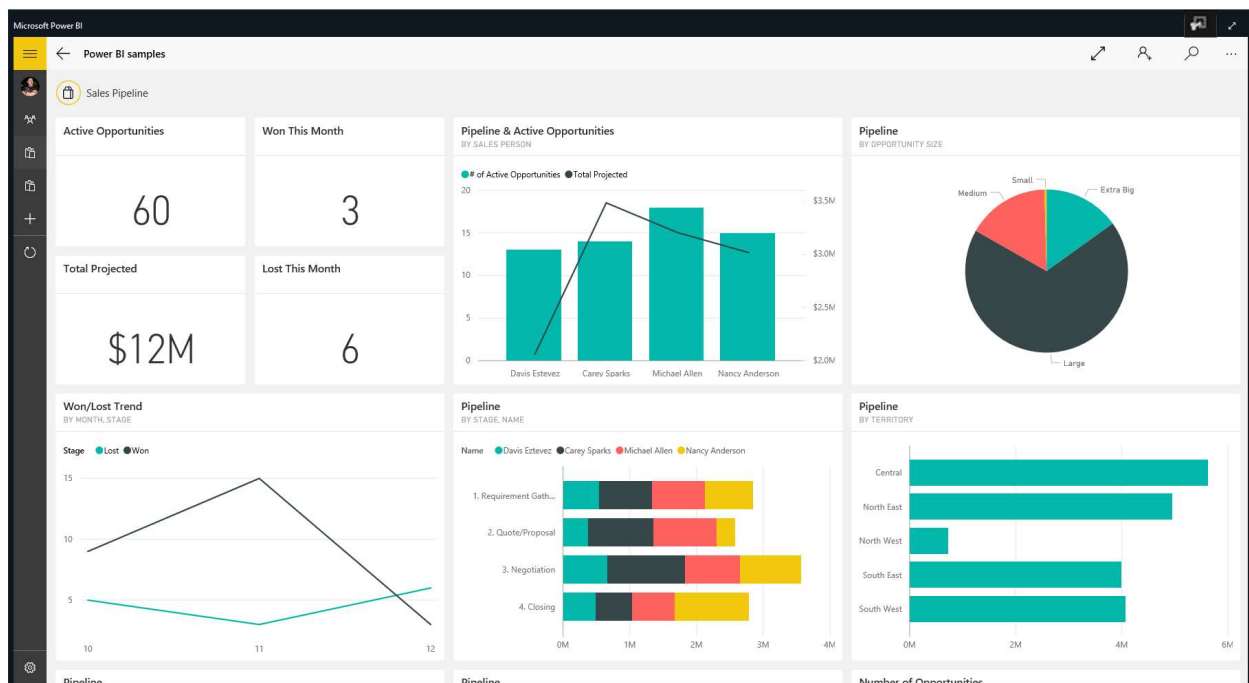 Microsoft Power BI
Power BI samples
Sales Pipeline
Active Opportunities
60
Won This Month
3
Total Projected
$12M
Lost This Month
6
Pipeline & Active Opportunities
BY SALES PERSON
# of Active Opportunities Total Projected
20
15
10
5
0
$3.5M
$3.0M
$2.5M
$2.0M
Davis Estevez Carey Sparks Michael Allen Nancy Anderson
Pipeline
BY OPPORTUNITY SIZE
Small
Medium
Extra Big
Large
Won/Lost Trend
BY MONTH, STAGE
Stage Lost Won
15
10
5
10 11 12
Pipeline
BY STAGE, NAME
Name Davis Eztevez Carey Sparks Michael Allen Nancy Anderson
1. Requirement Gath...
2. Quote/Proposal
3. Negotiation
4. Closing
0M 1M 2M 3M 4M
Pipeline
BY TERRITORY
Central
North East
North West
South East
South West
0M 2M 4M 6M
Pipeline
Pipeline
Number of Opportunities